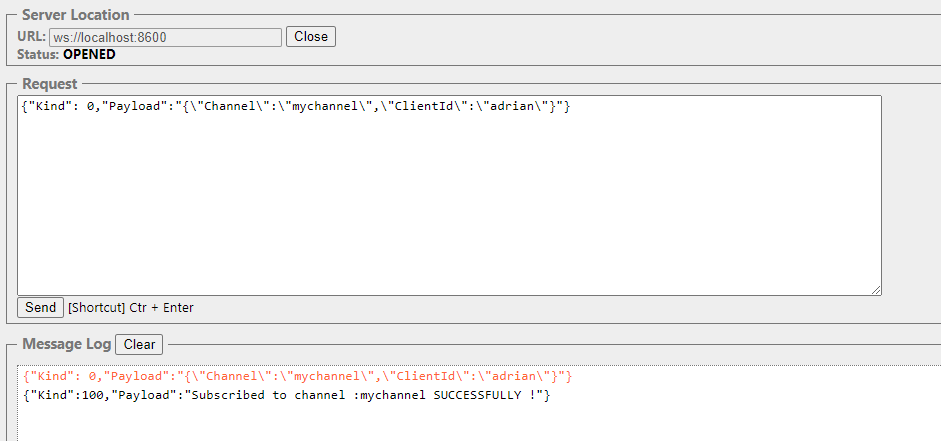 Server Location
URL: ws://localhost:8600 Close
Status: OPENED
Request
{"Kind": 0,"Payload":"{\"Channel\":\"mychannel\",\"ClientId\":\"adrian\"}"}
Send [Shortcut] Ctr + Enter
Message Log Clear
{"Kind": 0,"Payload":"{\"Channel\":\"mychannel\",\"ClientId\":\"adrian\"}"}
{"Kind":100,"Payload":"Subscribed to channel :mychannel SUCCESSFULLY !"}